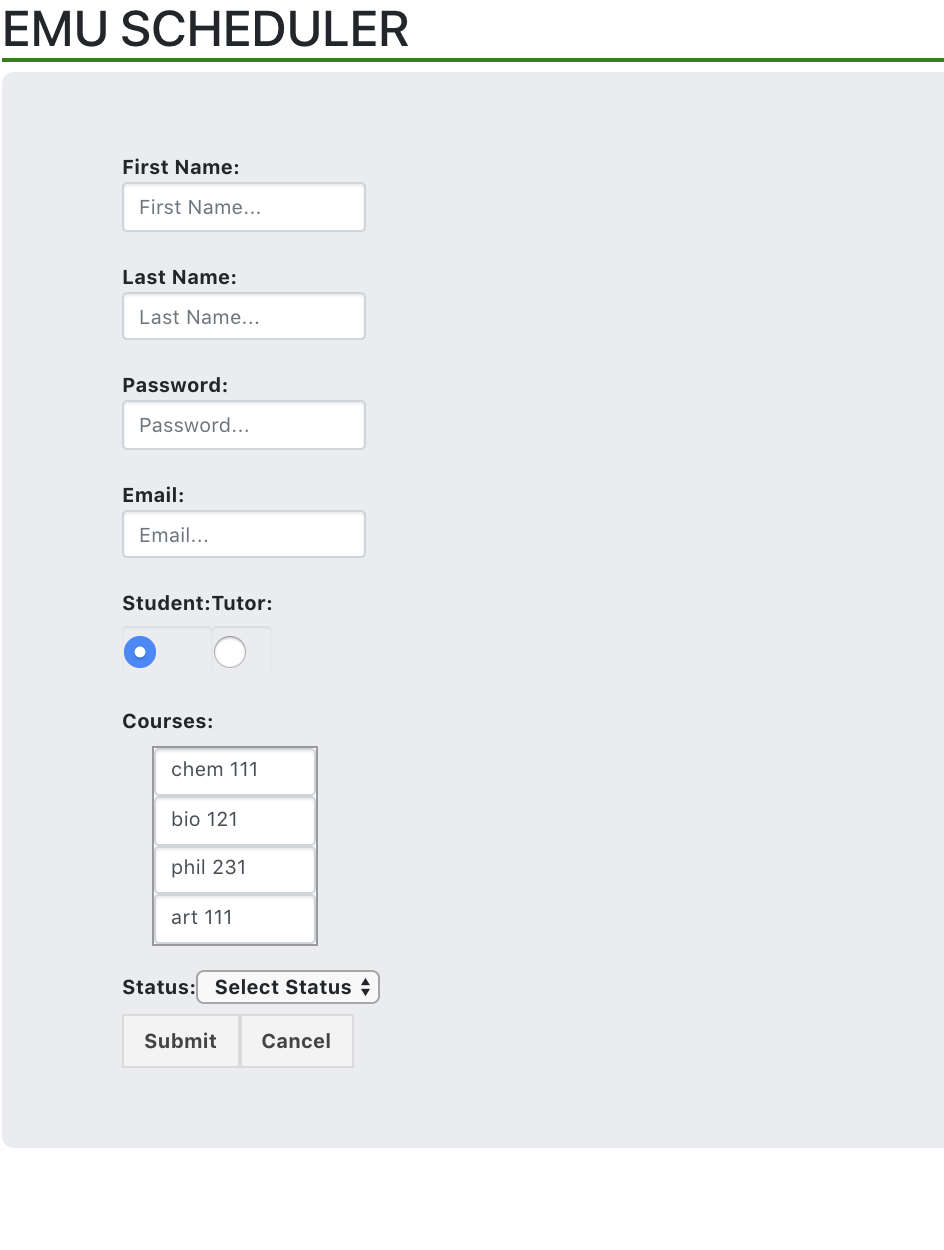 EMU SCHEDULER
First Name:
First Name...
Last Name:
Last Name...
Password:
Password...
Email:
Email...
Student:Tutor:
Courses:
chem 111
bio 121
phil 231
art 111
Status: Select Status
Submit Cancel